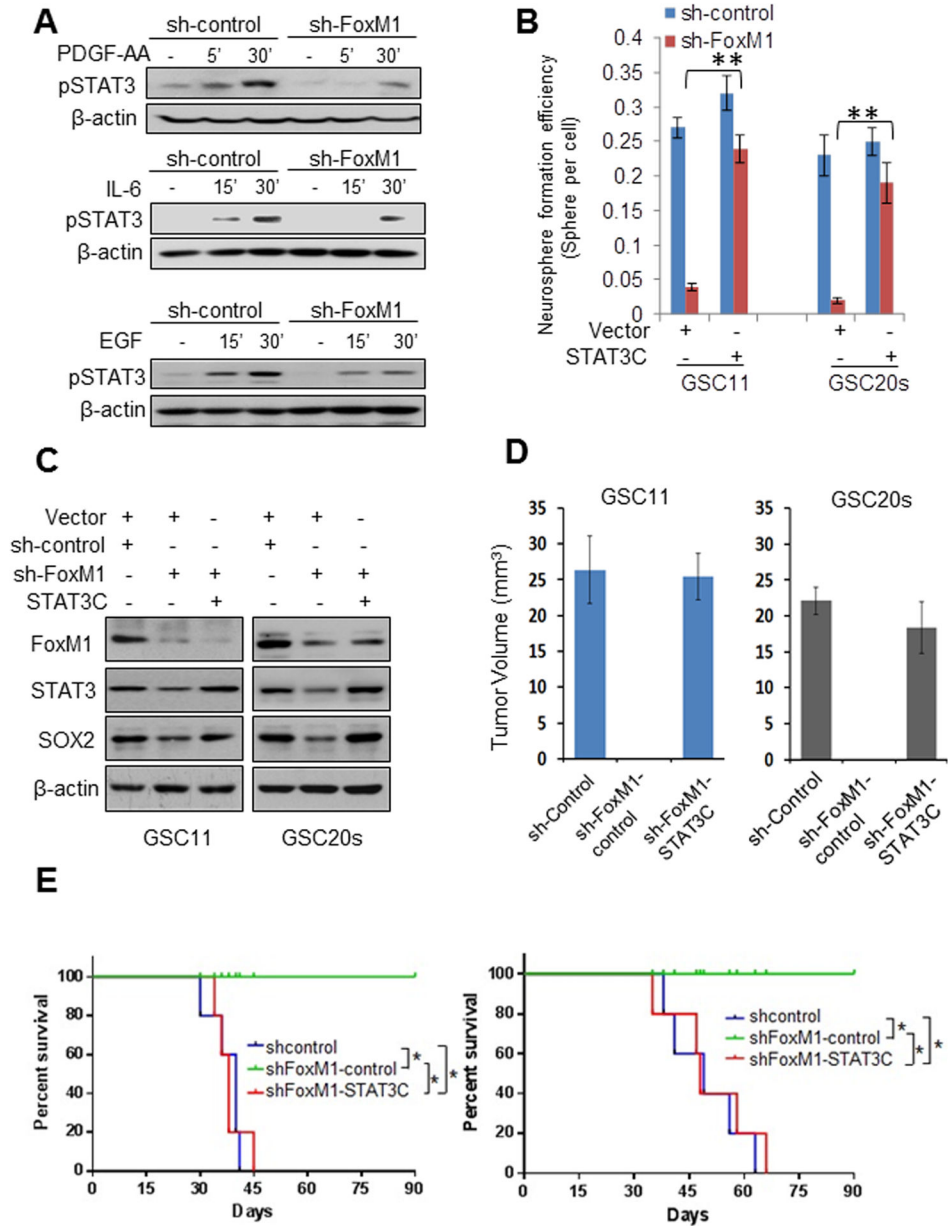 A
sh-control sh-FoxM1
PDGF-AA - 5' 30' - 5' 30'
pSTAT3
β-actin
sh-control sh-FoxM1
IL-6 - 15' 30' - 15' 30'
pSTAT3
β-actin
sh-control sh-FoxM1
EGF - 15' 30' - 15' 30'
pSTAT3
β-actin
B
sh-control
sh-FoxM1
Neurosphere formation efficiency
(Sphere per cell)
0.4
0.35
0.3
0.25
0.2
0.15
0.1
0.05
0
**
**
Vector + - + -
STAT3C - + - +
GSC11 GSC20s
C
Vector + + - + + -
sh-control + - - + - -
sh-FoxM1 - + + - + +
STAT3C - - + - - +
FoxM1
STAT3
SOX2
β-actin
GSC11 GSC20s
D
GSC11
Tumor Volume (mm³)
35
30
25
20
15
10
5
0
sh-Control
sh-FoxM1-
control
sh-FoxM1-
STAT3C
GSC20s
35
30
25
20
15
10
5
0
sh-Control
sh-FoxM1-
control
sh-FoxM1-
STAT3C
E
Percent survival
100
80
60
40
20
0
0 15 30 45 60 75 90
Days
shcontrol
shFoxM1-control
shFoxM1-STAT3C
* * *
Percent survival
100
80
60
40
20
0
0 15 30 45 60 75 90
Days
shcontrol
shFoxM1-control
shFoxM1-STAT3C
* * *